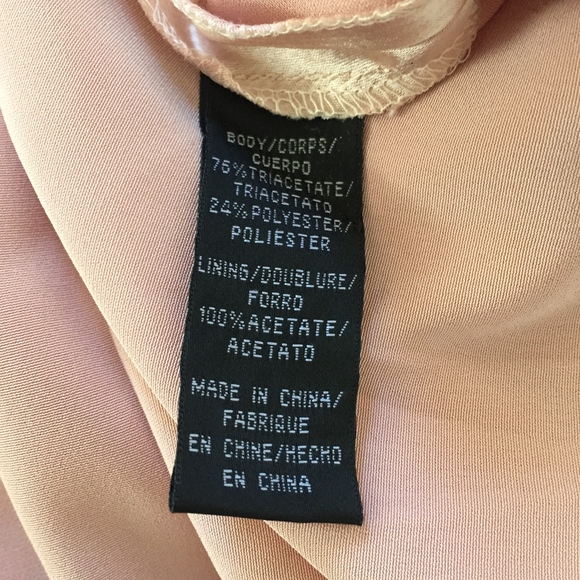 BODY/CORPS/
CUERPO
76%TRIACETATE/
TRIACETATO
24%POLYESTER/
POLIESTER
LINING/DOUBLURE/
FORRO
100%ACETATE/
ACETATO
MADE IN CHINA/
FABRIQUE
EN CHINE/HECHO
EN CHINA